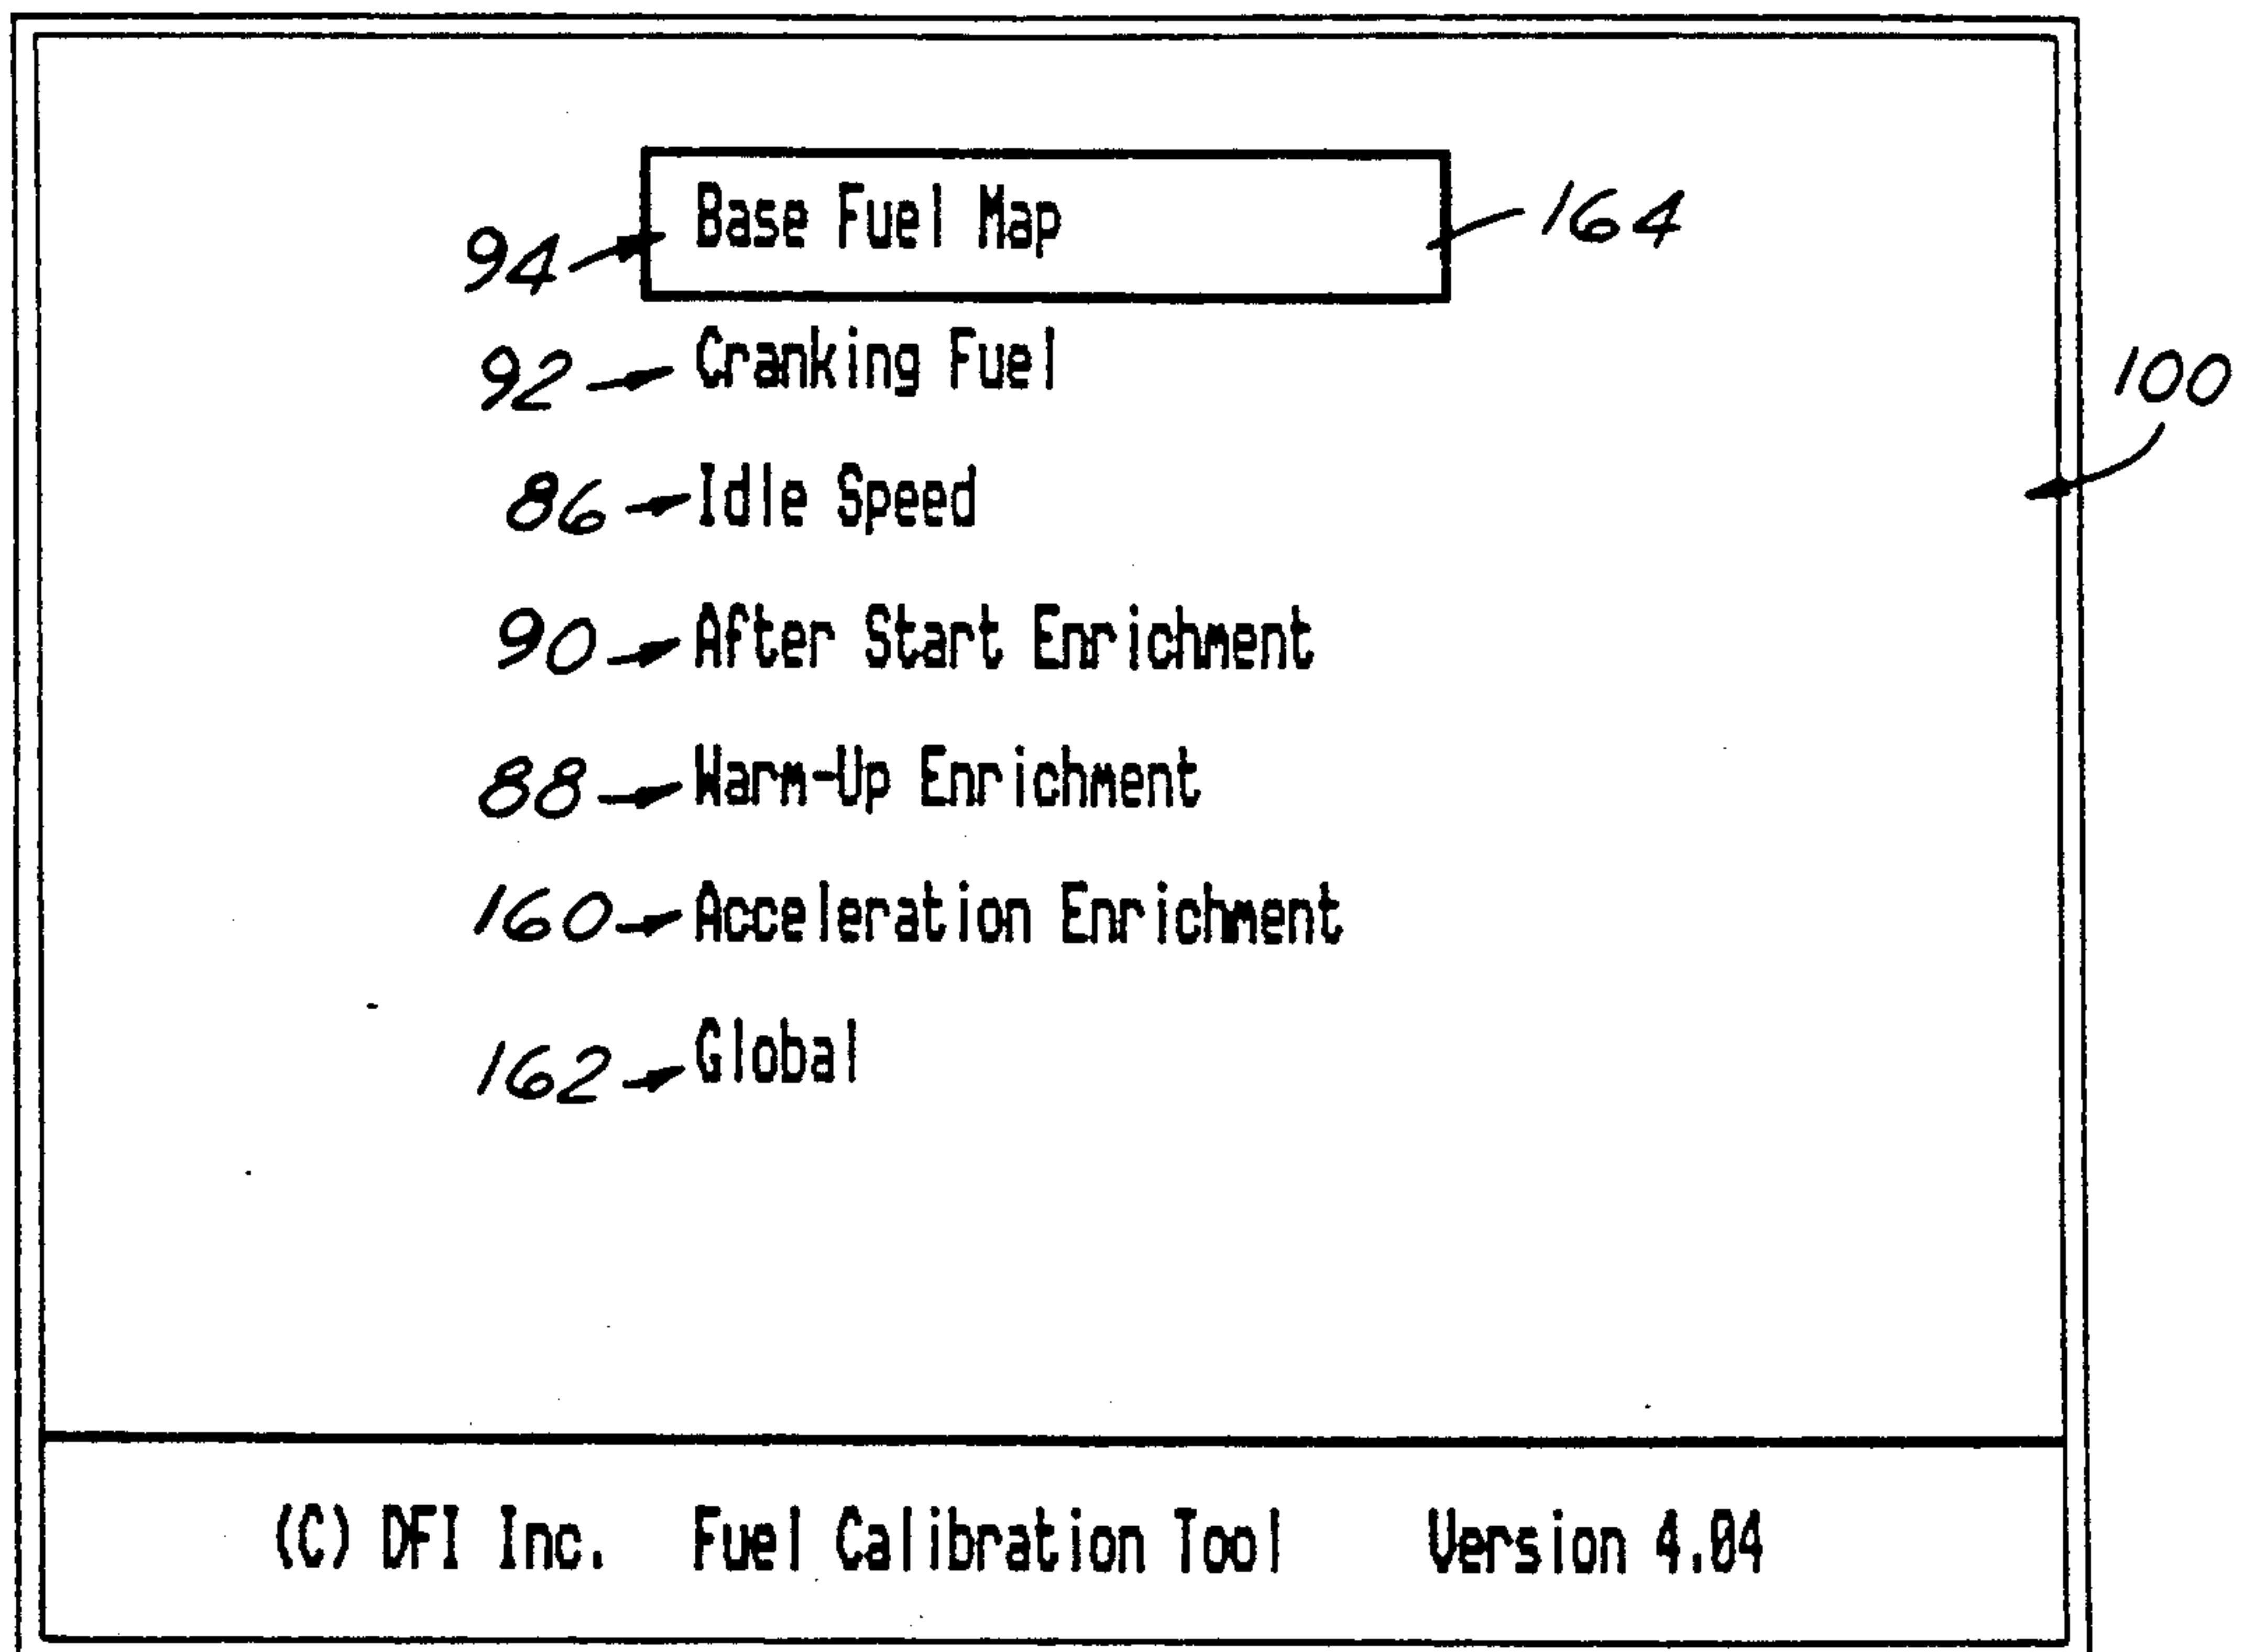 94 Base Fuel Map 164
92 Cranking Fuel
100
86 Idle Speed
90 After Start Enrichment
88 Warm-Up Enrichment
160 Acceleration Enrichment
162 Global
(C) DFI Inc. Fuel Calibration Tool Version 4.04